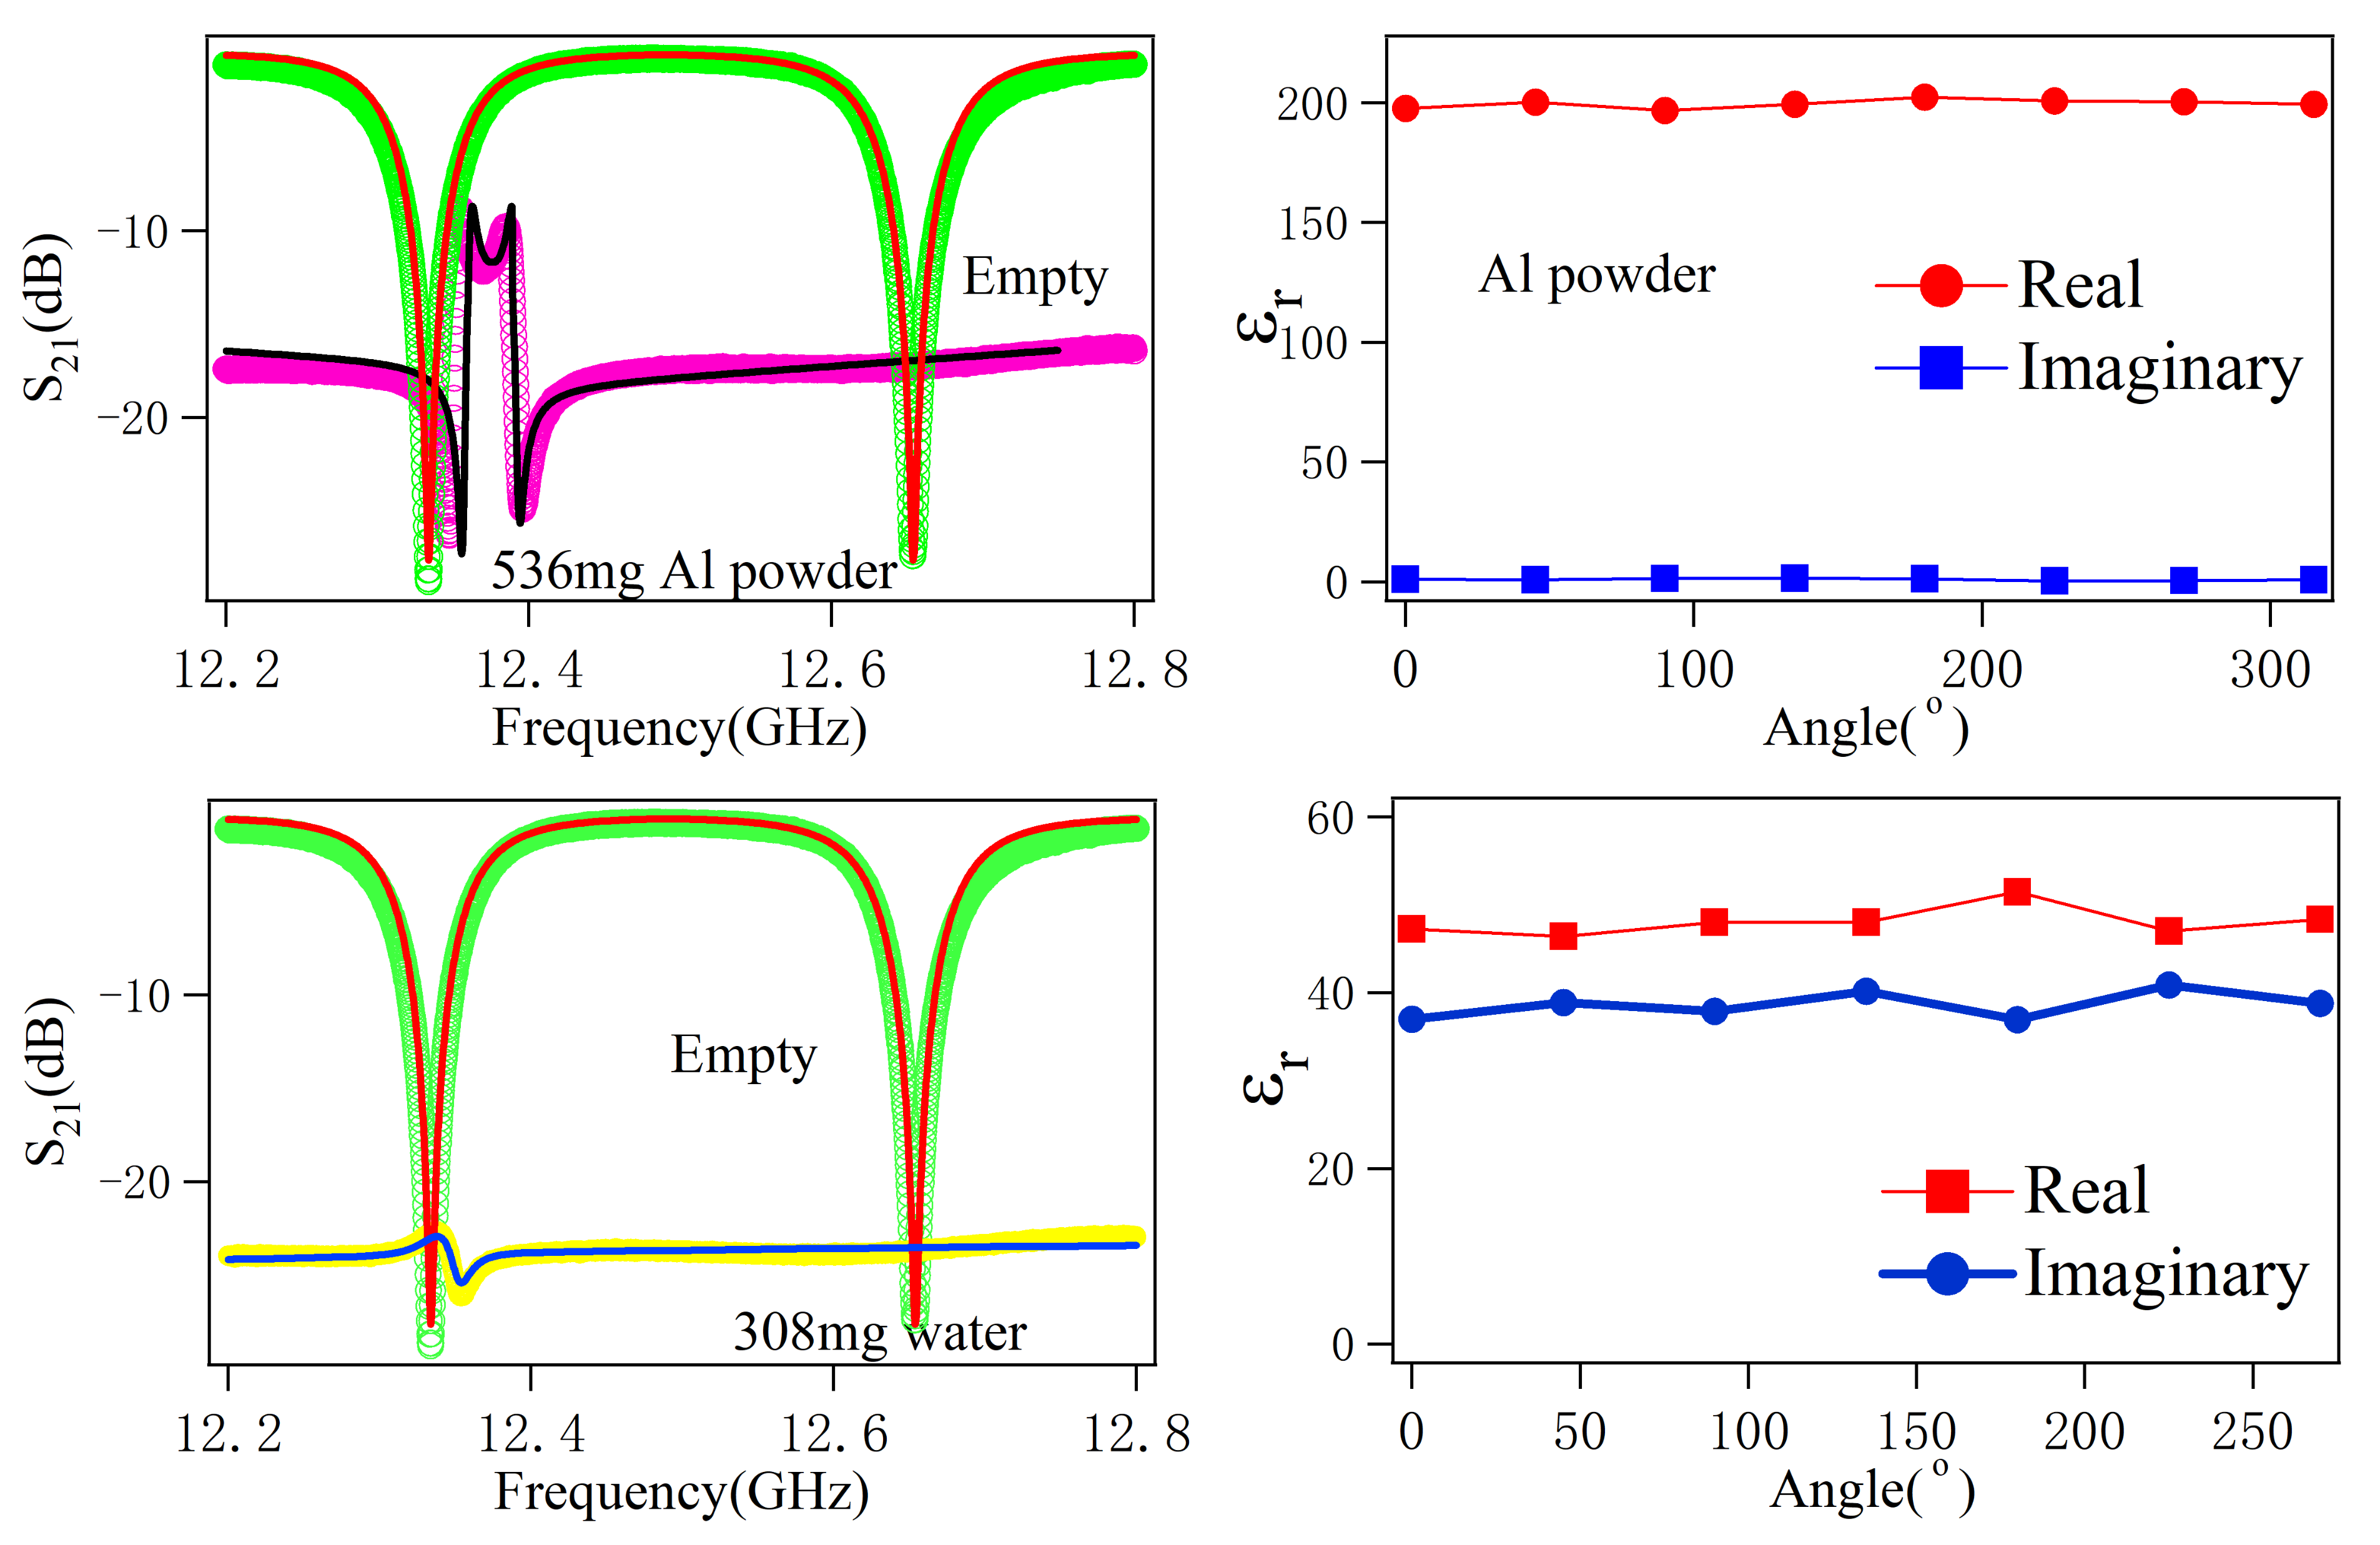 S21(dB)
−10
−20
Empty
536mg Al powder
12.2 12.4 12.6 12.8
Frequency(GHz)
εr
200
150
100
50
0
Al powder
Real
Imaginary
0 100 200 300
Angle(°)
S21(dB)
−10
−20
Empty
308mg water
12.2 12.4 12.6 12.8
Frequency(GHz)
εr
60
40
20
0
Real
Imaginary
0 50 100 150 200 250
Angle(°)